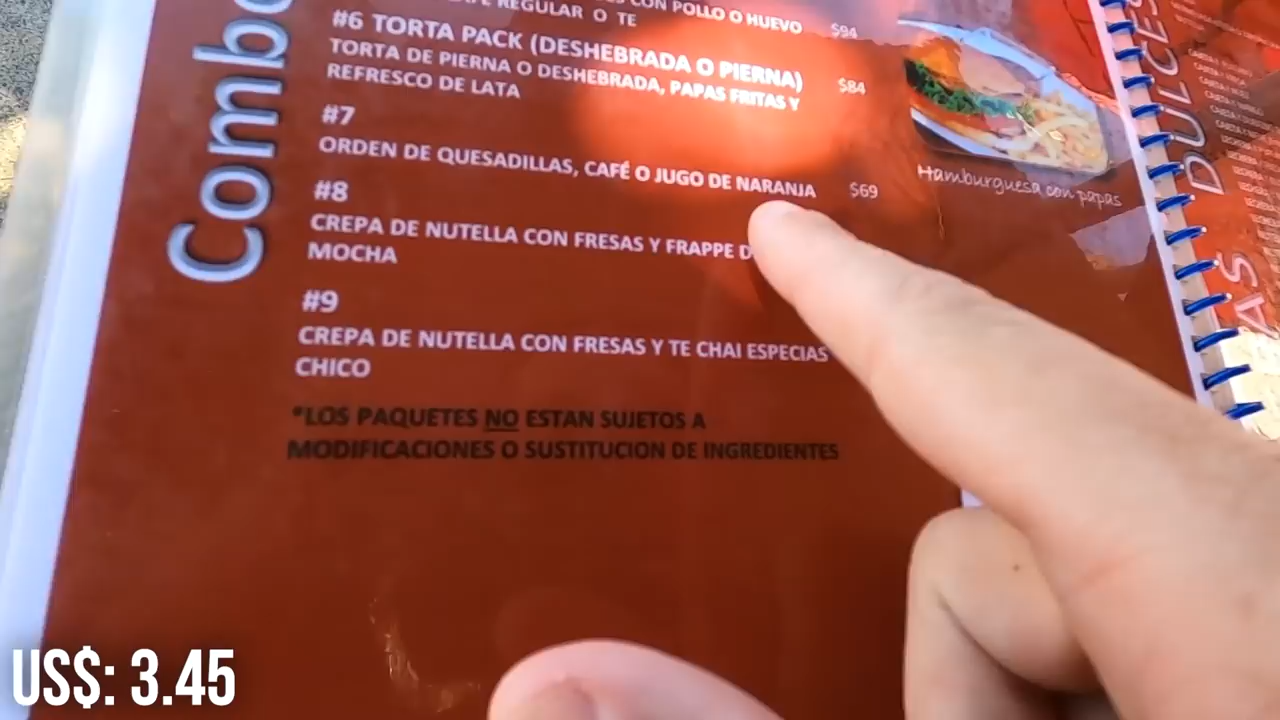 Combo
CON POLLO O HUEVO
REGULAR O TE
$94
#6 TORTA PACK (DESHEBRADA O PIERNA)
TORTA DE PIERNA O DESHEBRADA, PAPAS FRITAS Y
REFRESCO DE LATA
$84
#7
ORDEN DE QUESADILLAS, CAFÉ O JUGO DE NARANJA
$69
#8
CREPA DE NUTELLA CON FRESAS Y FRAPPE
MOCHA
#9
CREPA DE NUTELLA CON FRESAS Y TE CHAI ESPECIAS
CHICO
*LOS PAQUETES NO ESTAN SUJETOS A
MODIFICACIONES O SUSTITUCION DE INGREDIENTES
Hamburguesa con papas
DULCES
US$: 3.45